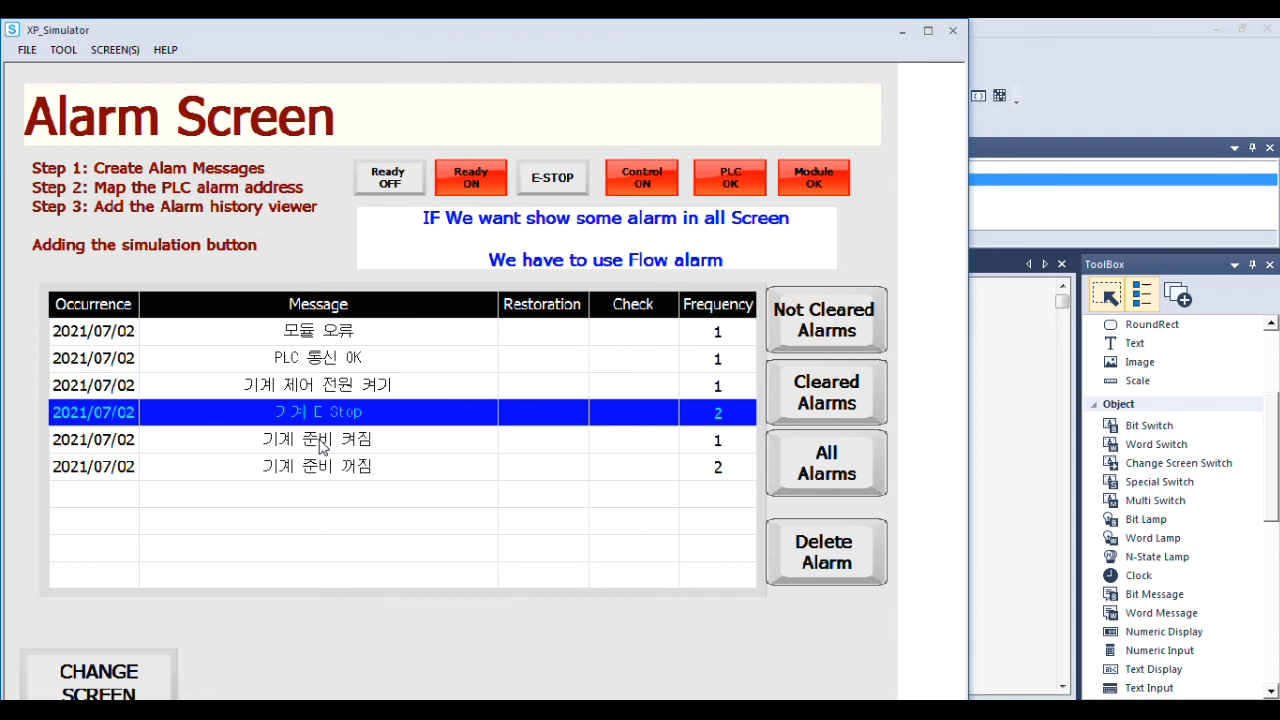 XP_Simulator
FILE TOOL SCREEN(S) HELP
Alarm Screen
Step 1: Create Alam Messages
Step 2: Map the PLC alarm address
Step 3: Add the Alarm history viewer
Adding the simulation button
Ready OFF
Ready ON
E-STOP
Control ON
PLC OK
Module OK
IF We want show some alarm in all Screen
We have to use Flow alarm
Occurrence Message Restoration Check Frequency
2021/07/02 모듈 오류 1
2021/07/02 PLC 통신 OK 1
2021/07/02 기계 제어 전원 켜기 1
2021/07/02 Stop 2
2021/07/02 기계 준비 켜짐 1
2021/07/02 기계 준비 꺼짐 2
Not Cleared
Alarms
Cleared
Alarms
All
Alarms
Delete
Alarm
CHANGE
SCREEN
ToolBox
RoundRect
Text
Image
Scale
Object
Bit Switch
Word Switch
Change Screen Switch
Special Switch
Multi Switch
Bit Lamp
Word Lamp
N-State Lamp
Clock
Bit Message
Word Message
Numeric Display
Numeric Input
Text Display
Text Input